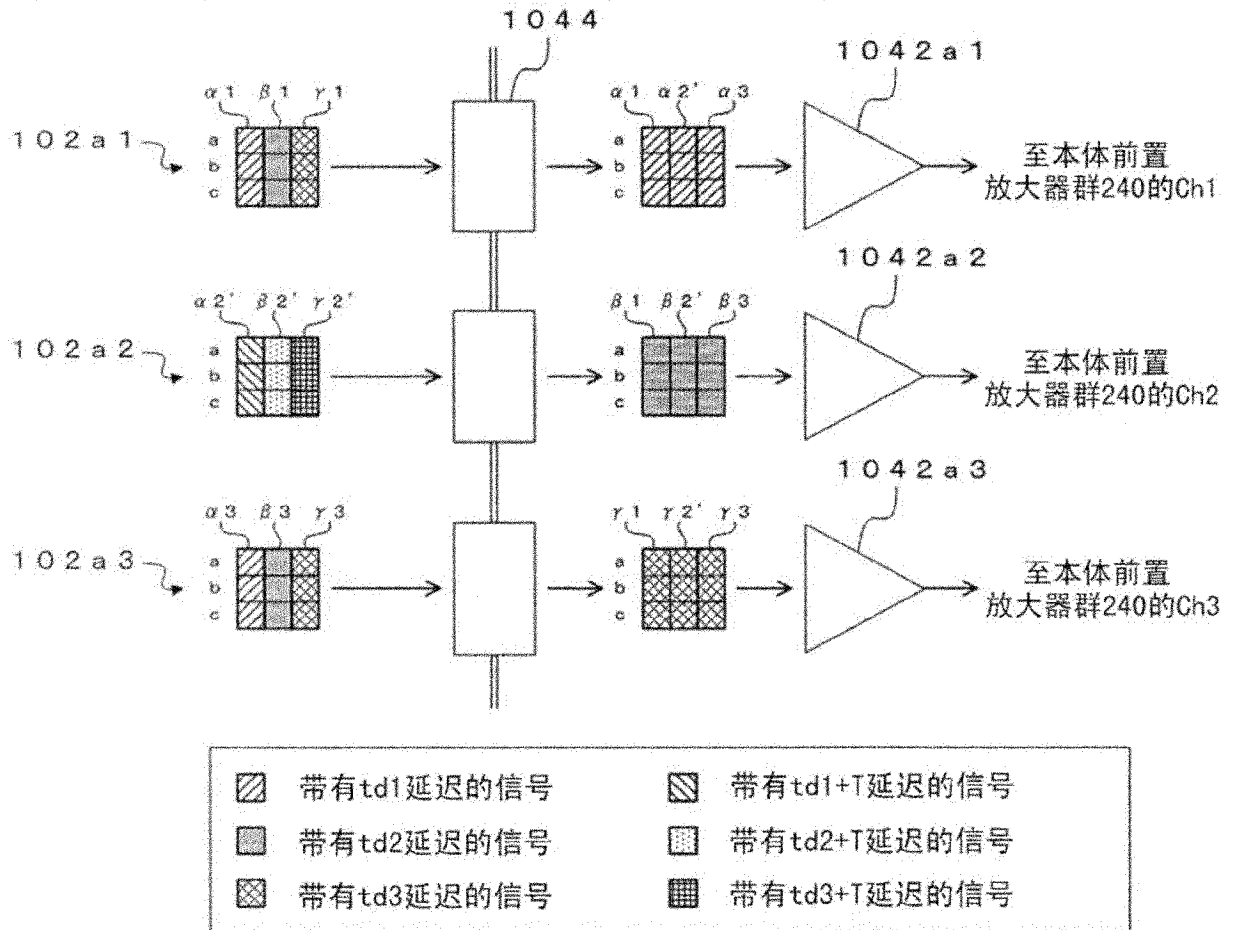 1044
1042a1
α1 β1 γ1
α1 α2' α3
102a1
a
b
c
a
b
c
至本体前置
放大器群240的Ch1
1042a2
α2' β2' γ2'
β1 β2' β3
102a2
a
b
c
a
b
c
至本体前置
放大器群240的Ch2
1042a3
α3 β3 γ3
γ1 γ2' γ3
102a3
a
b
c
a
b
c
至本体前置
放大器群240的Ch3
带有td1延迟的信号
带有td1+T延迟的信号
带有td2延迟的信号
带有td2+T延迟的信号
带有td3延迟的信号
带有td3+T延迟的信号